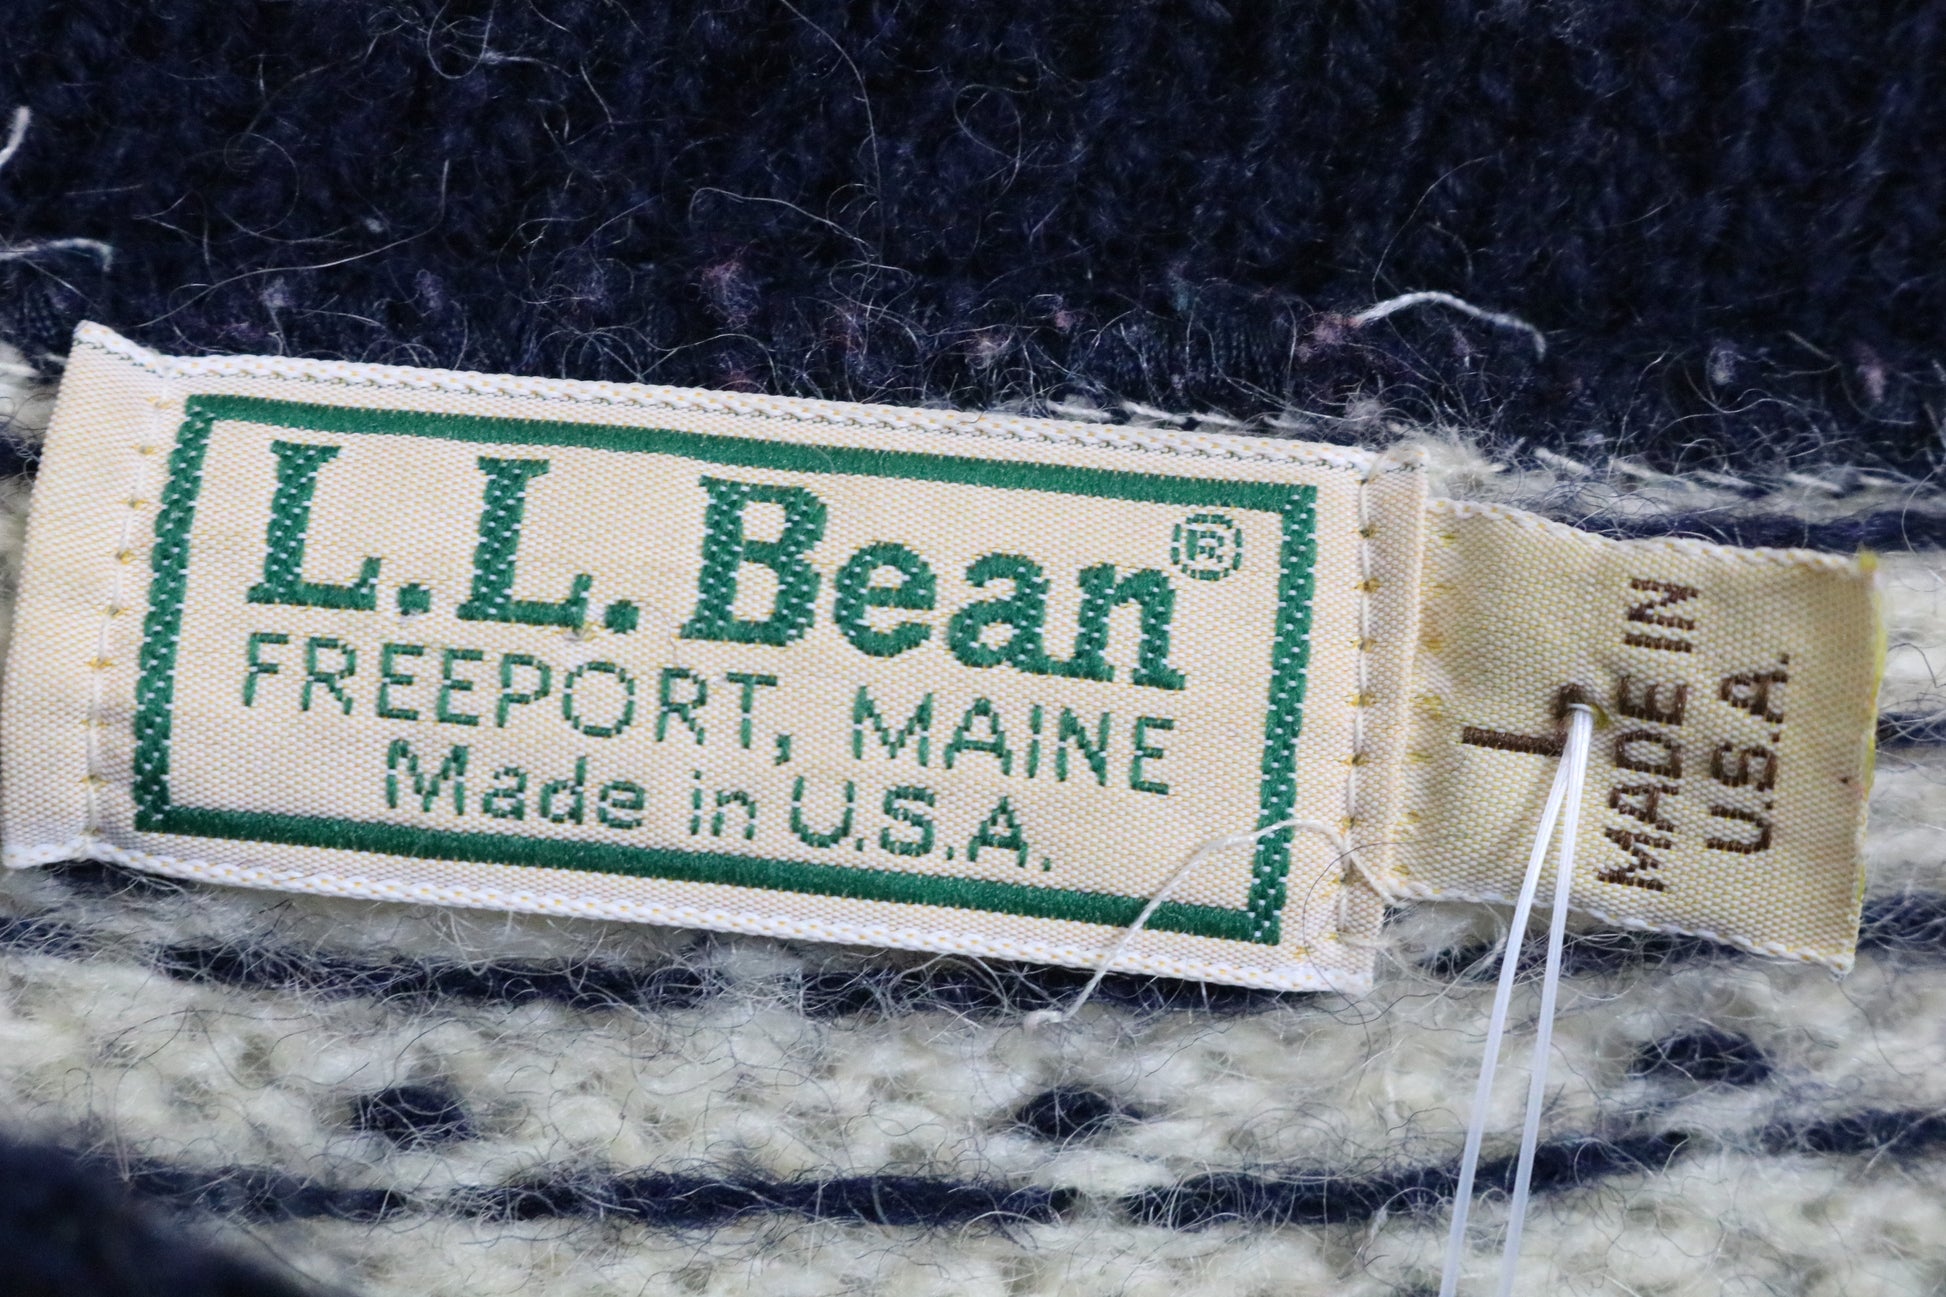 L.L.Bean®
FREEPORT, MAINE
Made in U.S.A.
L
MADE IN
U.S.A.